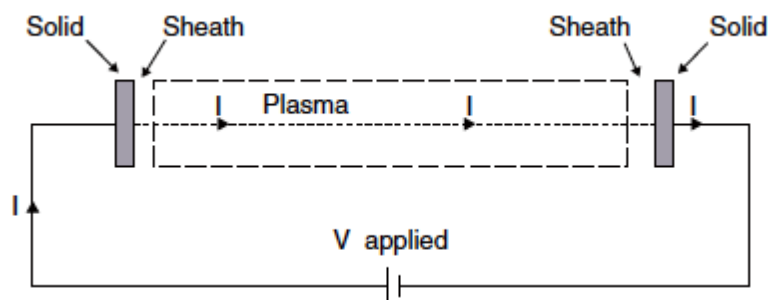 Solid Sheath Sheath Solid
I Plasma I I
I
V applied